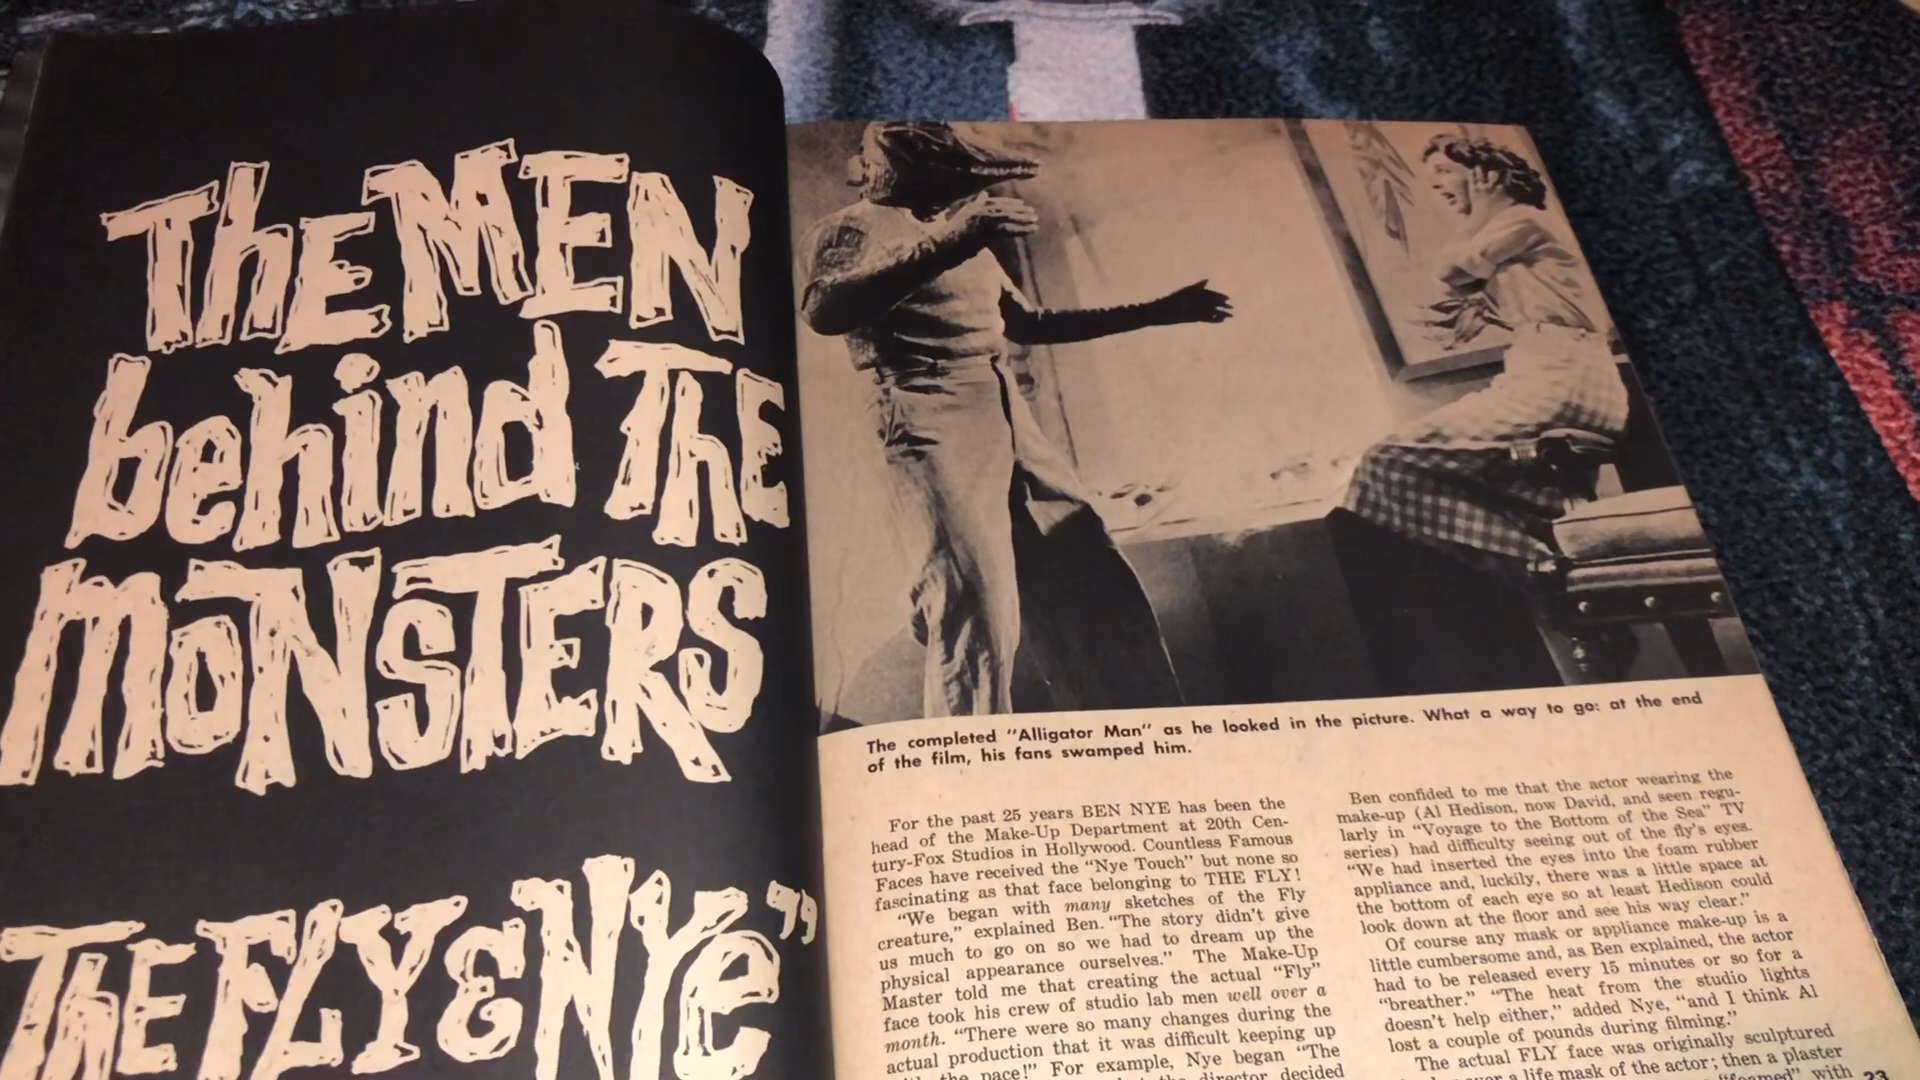 The MEN
behind The
MONSTERS
The FLY & NYe"
The completed "Alligator Man" as he looked in the picture. What a way to go: at the end
of the film, his fans swamped him.
For the past 25 years BEN NYE has been the
head of the Make-Up Department at 20th Cen-
tury-Fox Studios in Hollywood. Countless Famous
Faces have received the "Nye Touch" but none so
fascinating as that face belonging to THE FLY!
"We began with many sketches of the Fly
creature," explained Ben. "The story didn't give
us much to go on so we had to dream up the
physical appearance ourselves." The Make-Up
Master told me that creating the actual "Fly"
face took his crew of studio lab men well over a
month. "There were so many changes during the
actual production that it was difficult keeping up
the pace!" For example, Nye began "The
director decided
Ben confided to me that the actor wearing the
make-up (Al Hedison, now David, and seen regu-
larly in "Voyage to the Bottom of the Sea" TV
series) had difficulty seeing out of the fly's eyes.
"We had inserted the eyes into the foam rubber
appliance and, luckily, there was a little space at
the bottom of each eye so at least Hedison could
look down at the floor and see his way clear."
Of course any mask or appliance make-up is a
little cumbersome and, as Ben explained, the actor
had to be released every 15 minutes or so for a
"breather." "The heat from the studio lights
doesn't help either," added Nye, "and I think Al
lost a couple of pounds during filming."
The actual FLY face was originally sculptured
over a life mask of the actor; then a plaster
"foamed" with
23